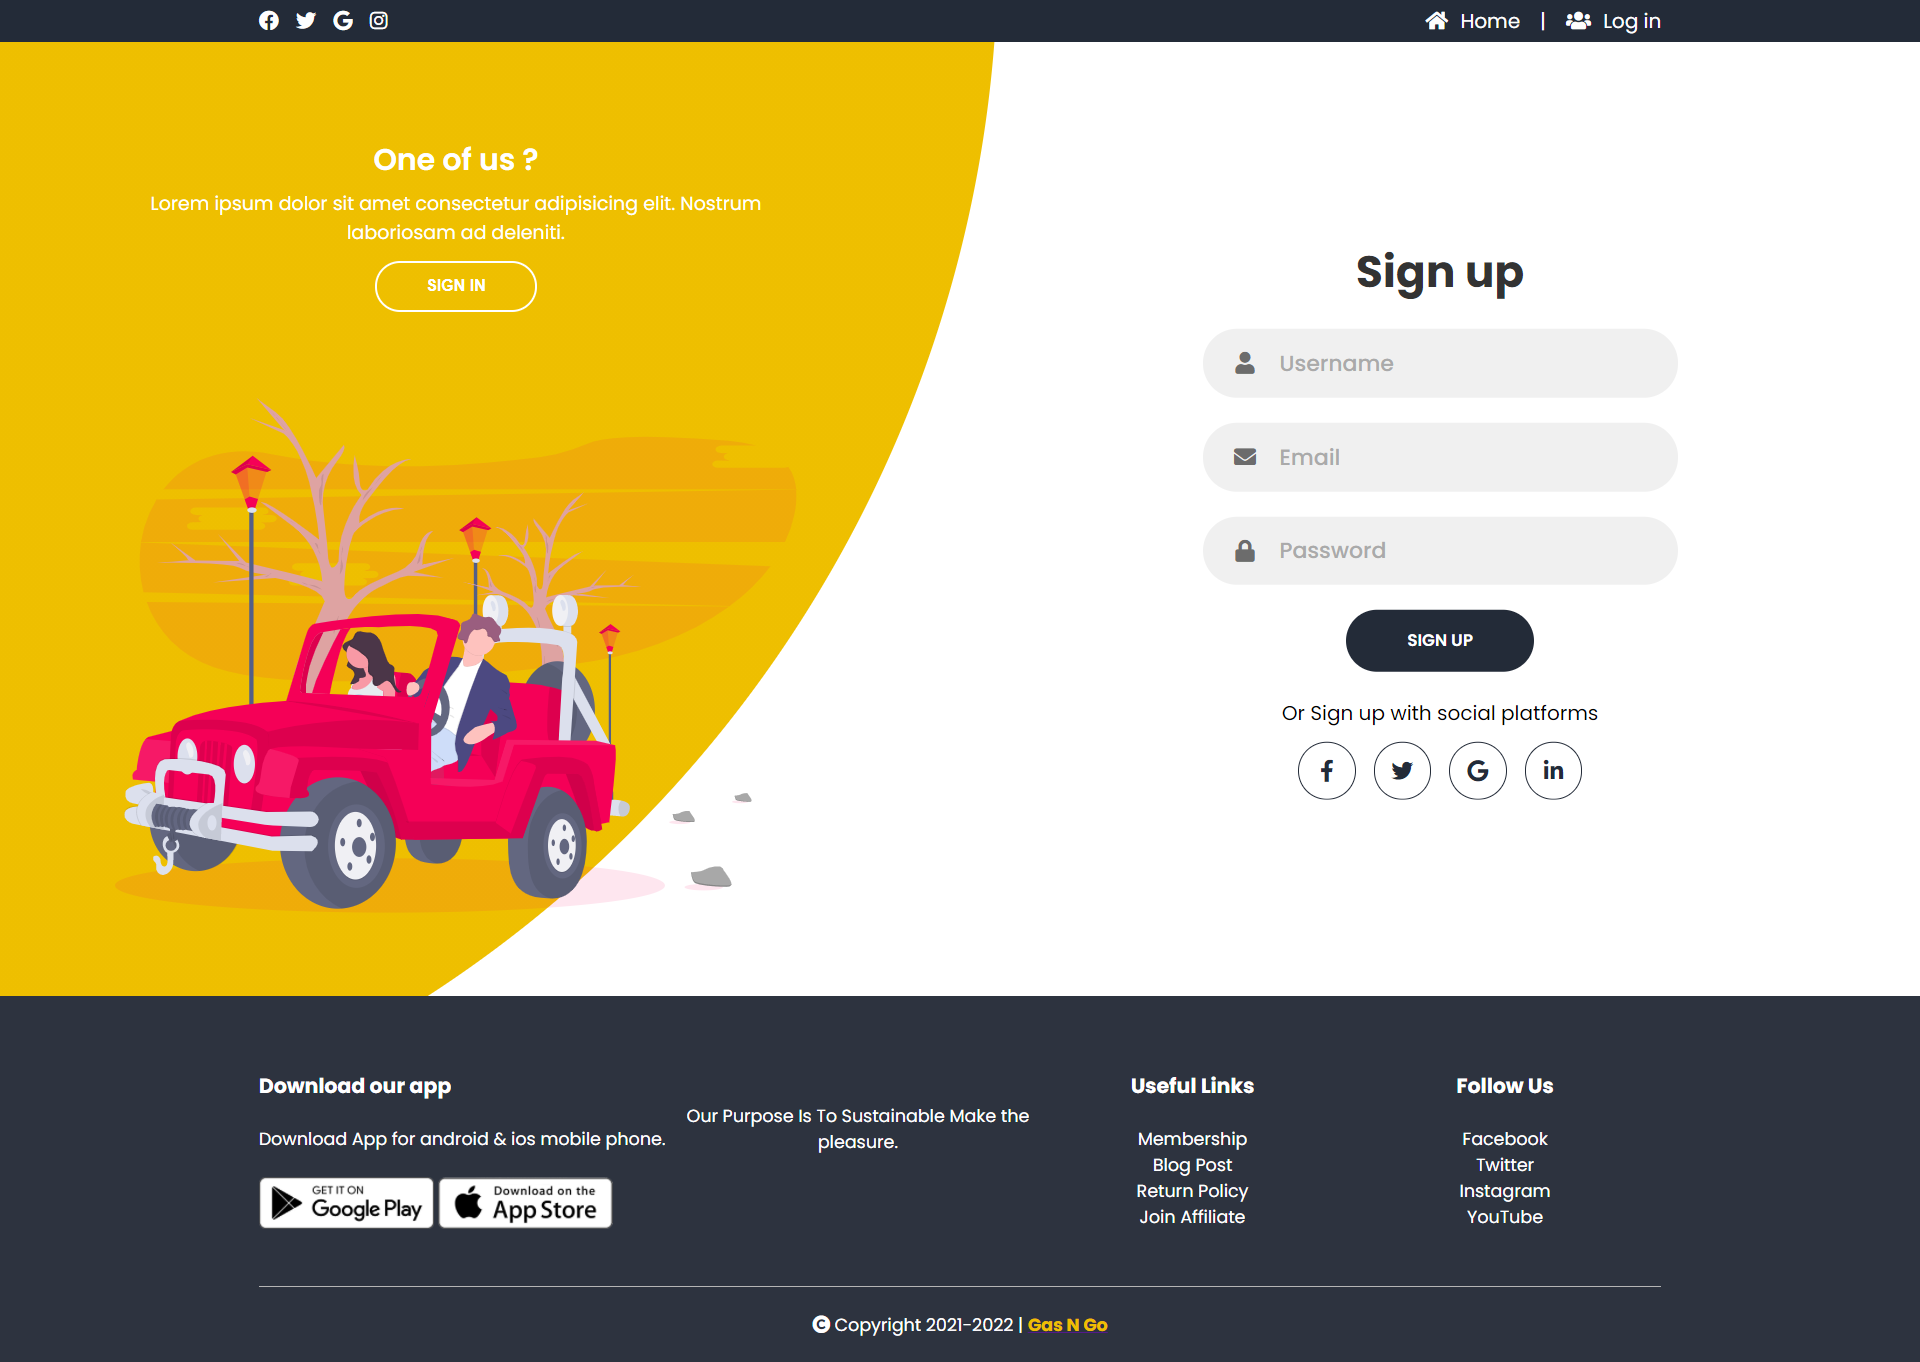 Home | Log in
One of us ?
Lorem ipsum dolor sit amet consectetur adipisicing elit. Nostrum
laboriosam ad deleniti.
SIGN IN
Sign up
Username
Email
Password
SIGN UP
Or Sign up with social platforms
Download our app
Download App for android & ios mobile phone.
GET IT ON
Google Play
Download on the
App Store
Our Purpose Is To Sustainable Make the
pleasure.
Useful Links
Membership
Blog Post
Return Policy
Join Affiliate
Follow Us
Facebook
Twitter
Instagram
YouTube
© Copyright 2021-2022 | Gas N Go